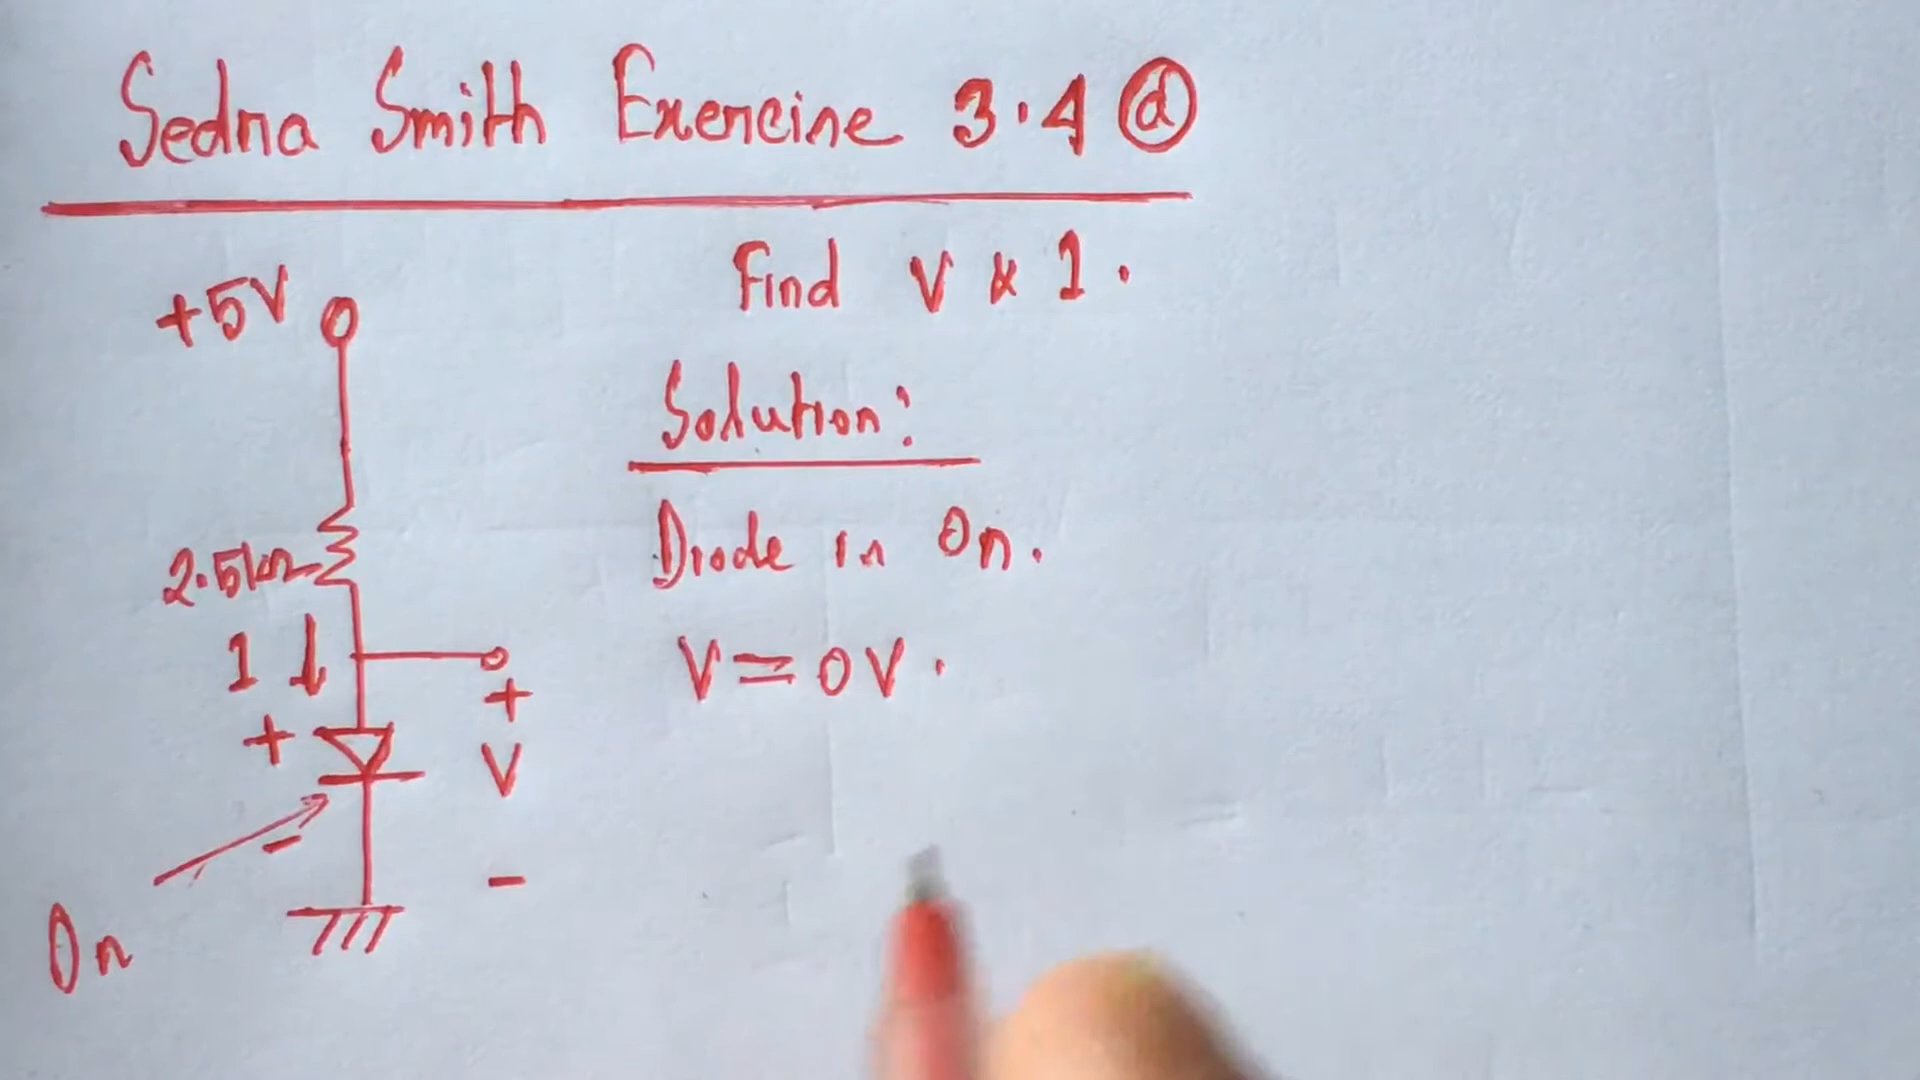 Sedra Smith Exercise 3.4 (d)
Find V & I.
+5V
Solution:
2.5kΩ
Diode is On.
I
V = 0V.
+
+
V
-
-
On